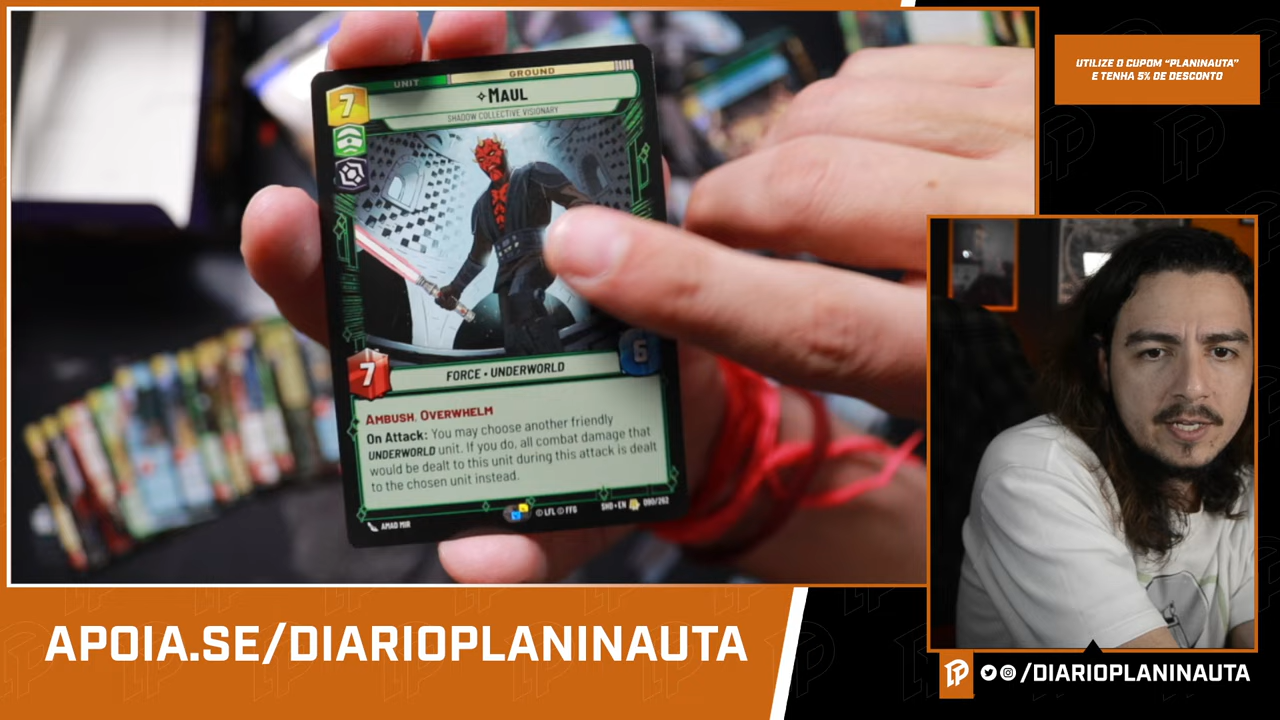 UTILIZE O CUPOM “PLANINAUTA”
E TENHA 5% DE DESCONTO
UNIT
GROUND
7
MAUL
SHADOW COLLECTIVE VISIONARY
7
6
FORCE • UNDERWORLD
AMBUSH, OVERWHELM
On Attack: You may choose another friendly
UNDERWORLD unit. If you do, all combat damage that
would be dealt to this unit during this attack is dealt
to the chosen unit instead.
AMAD MIR
© LFL © FFG
SHD • EN
090/262
APOIA.SE/DIARIOPLANINAUTA
/DIARIOPLANINAUTA